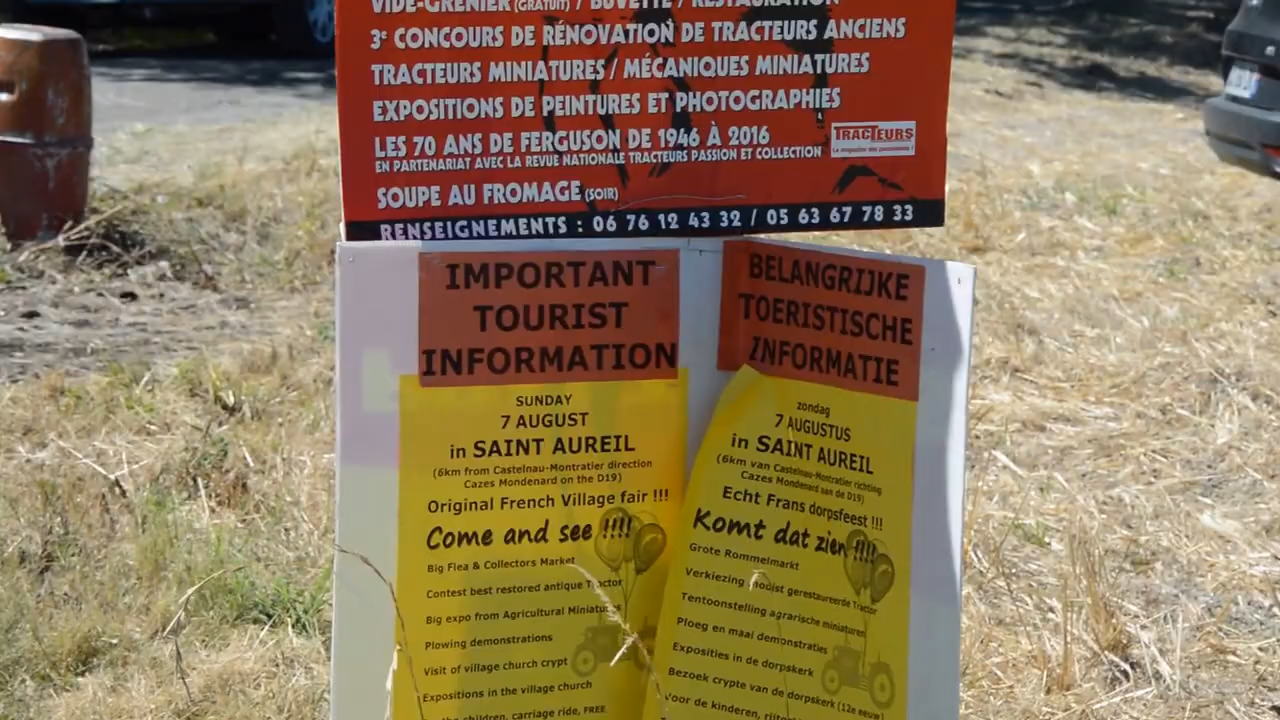 VIDE-GRENIER (GRATUIT) / BUVETTE / RESTAURATION
3e CONCOURS DE RÉNOVATION DE TRACTEURS ANCIENS
TRACTEURS MINIATURES / MÉCANIQUES MINIATURES
EXPOSITIONS DE PEINTURES ET PHOTOGRAPHIES
LES 70 ANS DE FERGUSON DE 1946 À 2016
EN PARTENARIAT AVEC LA REVUE NATIONALE TRACTEURS PASSION ET COLLECTION
TRACTEURS
SOUPE AU FROMAGE (SOIR)
RENSEIGNEMENTS : 06 76 12 43 32 / 05 63 67 78 33
IMPORTANT
TOURIST
INFORMATION
SUNDAY
7 AUGUST
in SAINT AUREIL
(6km from Castelnau-Montratier direction
Cazes Mondenard on the D19)
Original French Village fair !!!
Come and see !!!!
Big Flea & Collectors Market
Contest best restored antique Tractor
Big expo from Agricultural Miniatures
Plowing demonstrations
Visit of village church crypt
Expositions in the village church
children, carriage ride, FREE
BELANGRIJKE
TOERISTISCHE
INFORMATIE
zondag
7 AUGUSTUS
in SAINT AUREIL
(6km van Castelnau-Montratier richting
Cazes Mondenard aan de D19)
Echt Frans dorpsfeest !!!
Komt dat zien !!!!
Grote Rommelmarkt
Verkiezing mooist gerestaureerde Tractor
Tentoonstelling agrarische miniaturen
Ploeg en maai demonstraties
Exposities in de dorpskerk
Bezoek crypte van de dorpskerk (12e eeuw)
Voor de kinderen,